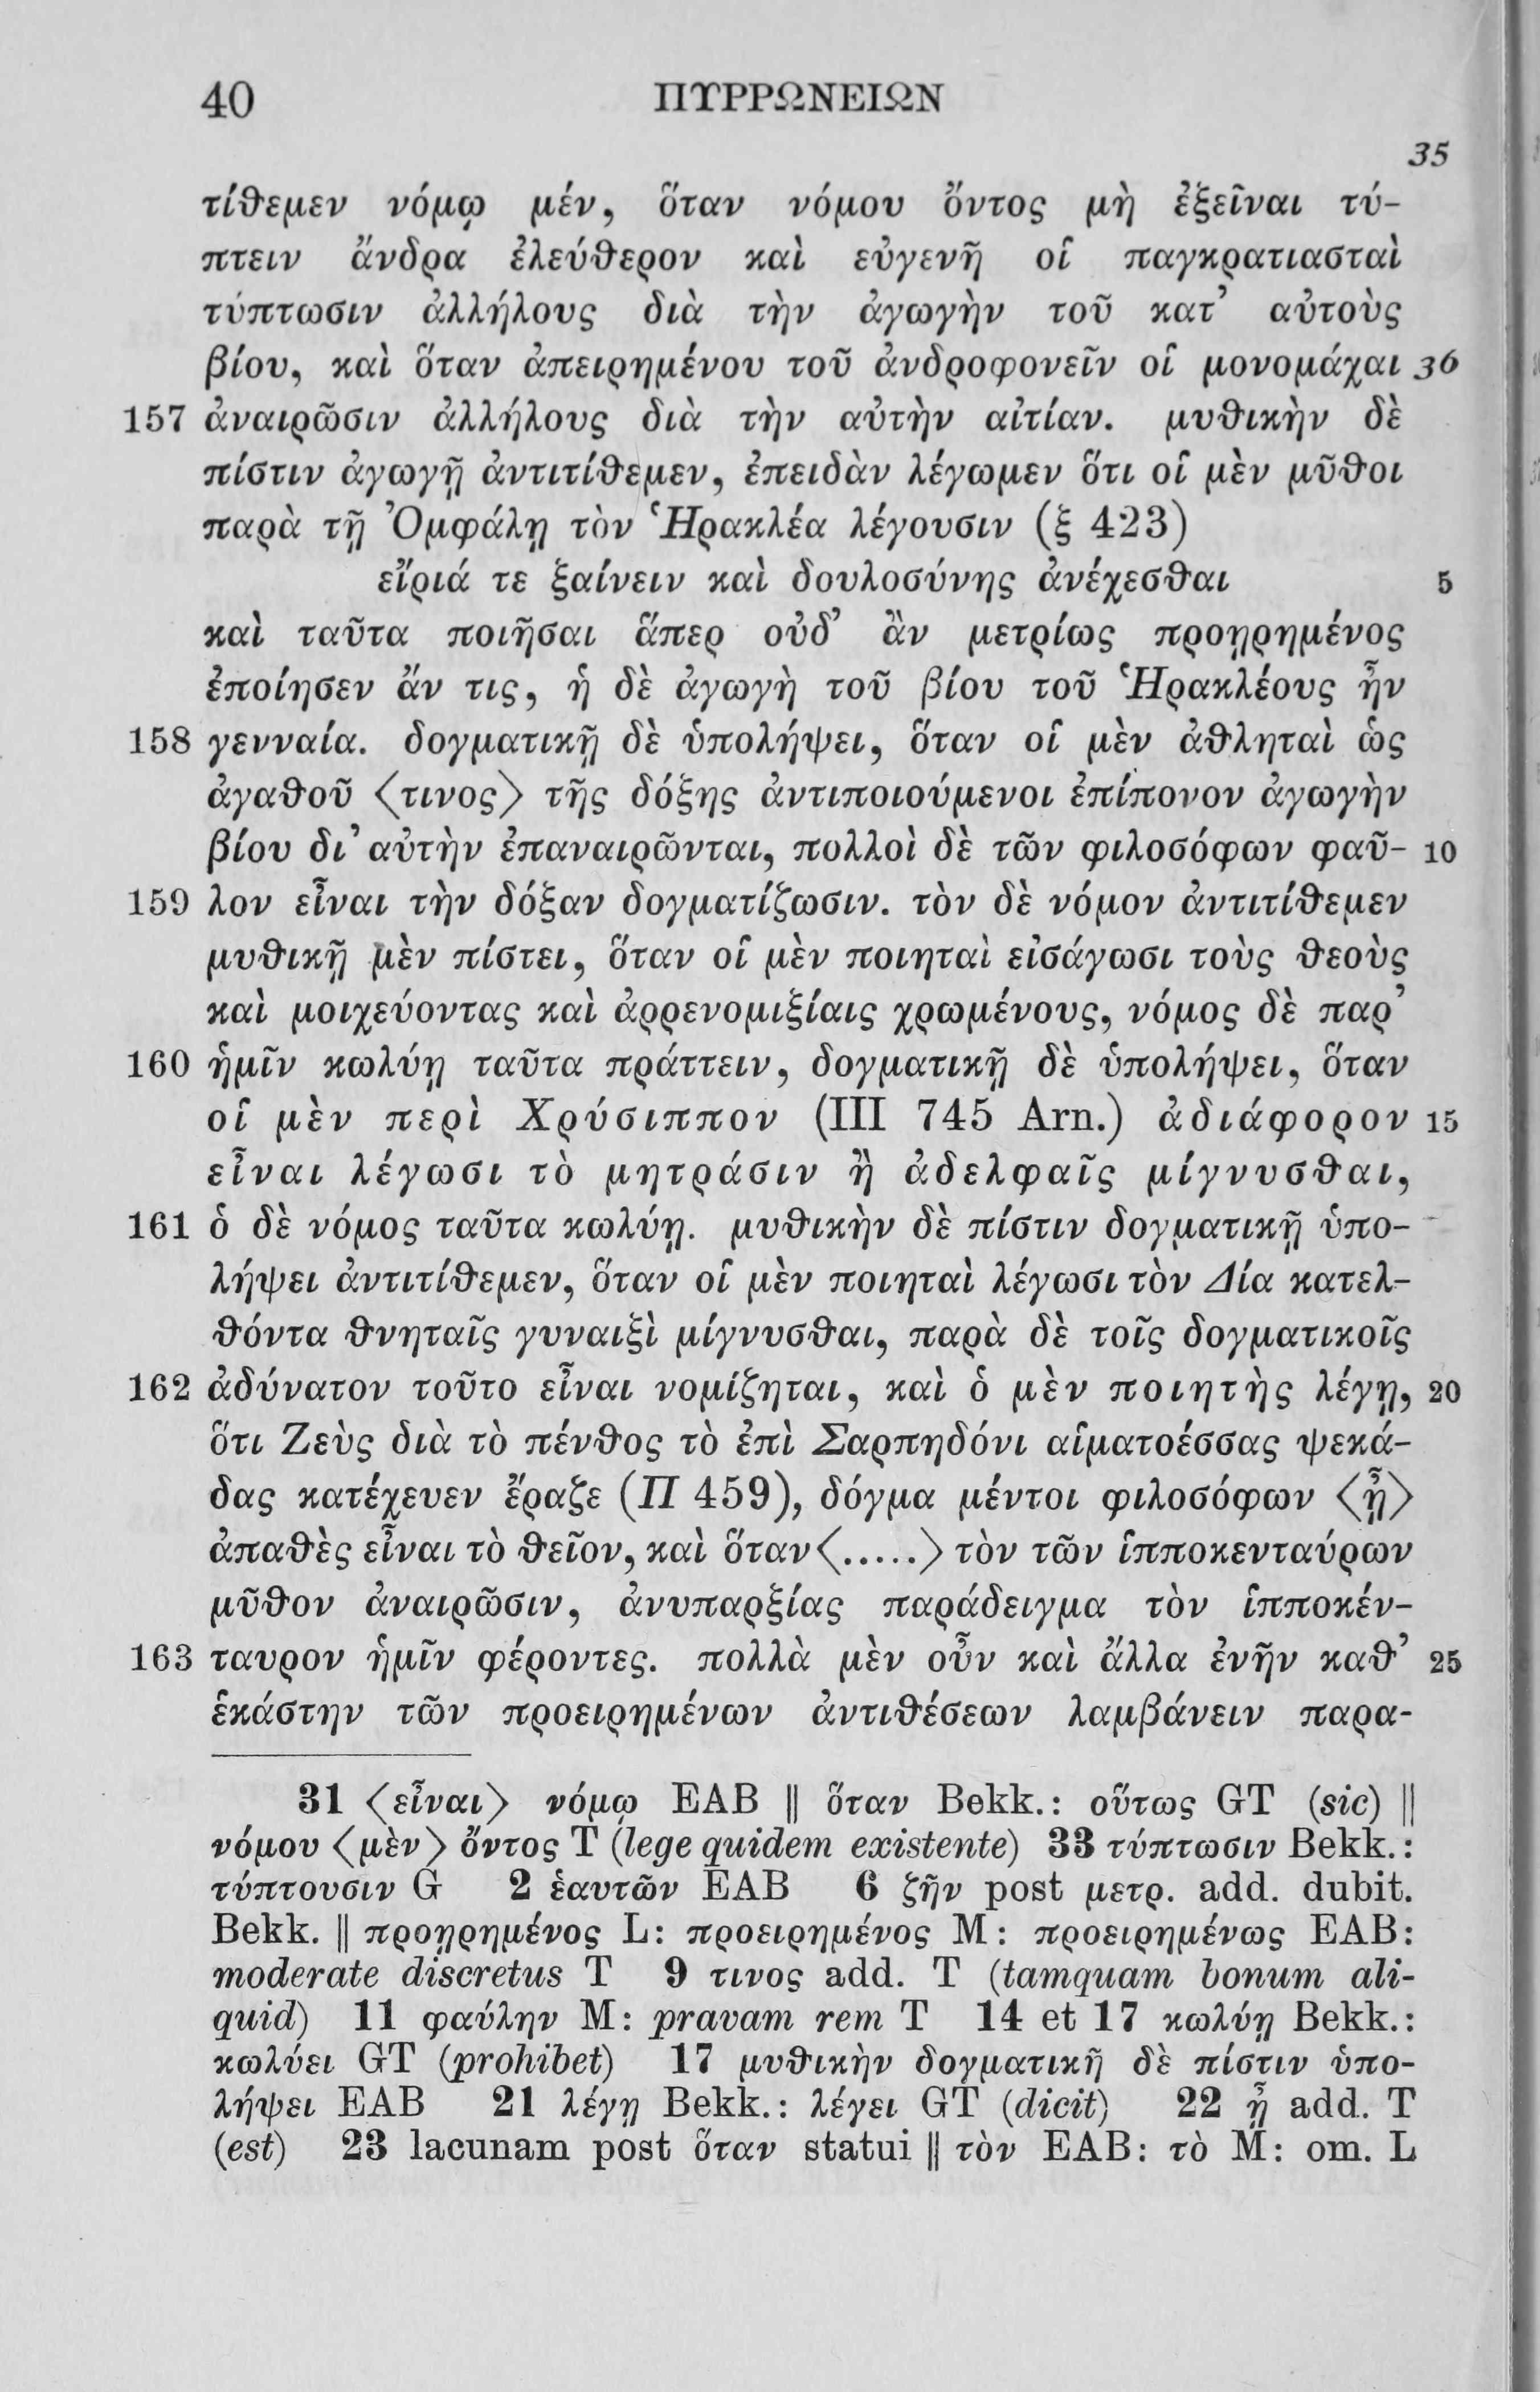 40 ΠΥΡΡΩΝΕΙΩΝ
35
τίθεμεν νόμῳ μέν, ὅταν νόμου ὄντος μὴ ἐξεῖναι τύ-
πτειν ἄνδρα ἐλεύθερον καὶ εὐγενῆ οἱ παγκρατιασταὶ
τύπτωσιν ἀλλήλους διὰ τὴν ἀγωγὴν τοῦ κατ’ αὐτοὺς
βίου, καὶ ὅταν ἀπειρημένου τοῦ ἀνδροφονεῖν οἱ μονομάχαι 36
157 ἀναιρῶσιν ἀλλήλους διὰ τὴν αὐτὴν αἰτίαν. μυθικὴν δὲ
πίστιν ἀγωγῇ ἀντιτίθεμεν, ἐπειδὰν λέγωμεν ὅτι οἱ μὲν μῦθοι
παρὰ τῇ Ὀμφάλῃ τὸν Ἡρακλέα λέγουσιν (ξ 423)
εἴριά τε ξαίνειν καὶ δουλοσύνης ἀνέχεσθαι 5
καὶ ταῦτα ποιῆσαι ἅπερ οὐδ’ ἂν μετρίως προῃρημένος
ἐποίησεν ἄν τις, ἡ δὲ ἀγωγὴ τοῦ βίου τοῦ Ἡρακλέους ἦν
158 γενναία. δογματικῇ δὲ ὑπολήψει, ὅταν οἱ μὲν ἀθληταὶ ὡς
ἀγαθοῦ ⟨τινος⟩ τῆς δόξης ἀντιποιούμενοι ἐπίπονον ἀγωγὴν
βίου δι’ αὐτὴν ἐπαναιρῶνται, πολλοὶ δὲ τῶν φιλοσόφων φαῦ- 10
159 λον εἶναι τὴν δόξαν δογματίζωσιν. τὸν δὲ νόμον ἀντιτίθεμεν
μυθικῇ μὲν πίστει, ὅταν οἱ μὲν ποιηταὶ εἰσάγωσι τοὺς θεοὺς
καὶ μοιχεύοντας καὶ ἀρρενομιξίαις χρωμένους, νόμος δὲ παρ’
160 ἡμῖν κωλύῃ ταῦτα πράττειν, δογματικῇ δὲ ὑπολήψει, ὅταν
οἱ μὲν περὶ Χρύσιππον (III 745 Arn.) ἀδιάφορον 15
εἶναι λέγωσι τὸ μητράσιν ἢ ἀδελφαῖς μίγνυσθαι,
161 ὁ δὲ νόμος ταῦτα κωλύῃ. μυθικὴν δὲ πίστιν δογματικῇ ὑπο-
λήψει ἀντιτίθεμεν, ὅταν οἱ μὲν ποιηταὶ λέγωσι τὸν Δία κατελ-
θόντα θνηταῖς γυναιξὶ μίγνυσθαι, παρὰ δὲ τοῖς δογματικοῖς
162 ἀδύνατον τοῦτο εἶναι νομίζηται, καὶ ὁ μὲν ποιητὴς λέγῃ, 20
ὅτι Ζεὺς διὰ τὸ πένθος τὸ ἐπὶ Σαρπηδόνι αἱματοέσσας ψεκά-
δας κατέχευεν ἔραζε (Π 459), δόγμα μέντοι φιλοσόφων ⟨ᾖ⟩
ἀπαθὲς εἶναι τὸ θεῖον, καὶ ὅταν⟨.....⟩ τὸν τῶν ἱπποκενταύρων
μῦθον ἀναιρῶσιν, ἀνυπαρξίας παράδειγμα τὸν ἱπποκέν-
163 ταυρον ἡμῖν φέροντες. πολλὰ μὲν οὖν καὶ ἄλλα ἐνῆν καθ’ 25
ἑκάστην τῶν προειρημένων ἀντιθέσεων λαμβάνειν παρα-
31 ⟨εἶναι⟩ νόμῳ EAB || ὅταν Bekk.: οὕτως GT (sic) ||
νόμου ⟨μὲν⟩ ὄντος T (lege quidem existente) 33 τύπτωσιν Bekk.:
τύπτουσιν G 2 ἑαυτῶν EAB 6 ζῆν post μετρ. add. dubit.
Bekk. || προῃρημένος L: προειρημένος M: προειρημένως EAB:
moderate discretus T 9 τινος add. T (tamquam bonum ali-
quid) 11 φαύλην M: pravam rem T 14 et 17 κωλύῃ Bekk.:
κωλύει GT (prohibet) 17 μυθικὴν δογματικῇ δὲ πίστιν ὑπο-
λήψει EAB 21 λέγῃ Bekk.: λέγει GT (dicit) 22 ᾖ add. T
(est) 23 lacunam post ὅταν statui || τὸν EAB: τὸ M: om. L